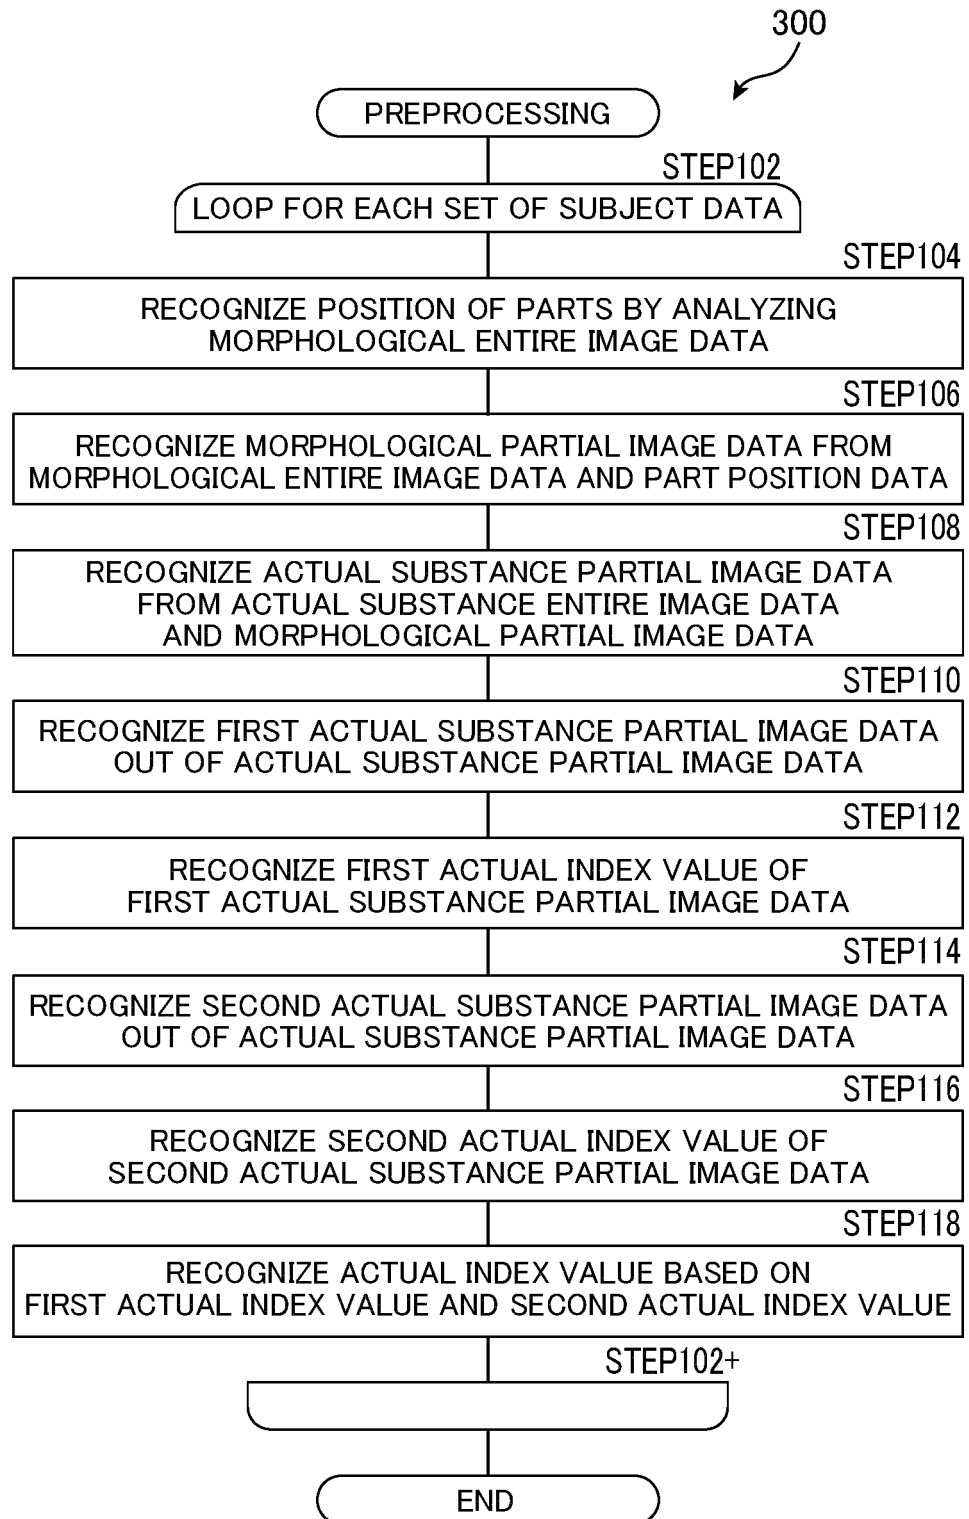 300
PREPROCESSING
STEP102
LOOP FOR EACH SET OF SUBJECT DATA
STEP104
RECOGNIZE POSITION OF PARTS BY ANALYZING
MORPHOLOGICAL ENTIRE IMAGE DATA
STEP106
RECOGNIZE MORPHOLOGICAL PARTIAL IMAGE DATA FROM
MORPHOLOGICAL ENTIRE IMAGE DATA AND PART POSITION DATA
STEP108
RECOGNIZE ACTUAL SUBSTANCE PARTIAL IMAGE DATA
FROM ACTUAL SUBSTANCE ENTIRE IMAGE DATA
AND MORPHOLOGICAL PARTIAL IMAGE DATA
STEP110
RECOGNIZE FIRST ACTUAL SUBSTANCE PARTIAL IMAGE DATA
OUT OF ACTUAL SUBSTANCE PARTIAL IMAGE DATA
STEP112
RECOGNIZE FIRST ACTUAL INDEX VALUE OF
FIRST ACTUAL SUBSTANCE PARTIAL IMAGE DATA
STEP114
RECOGNIZE SECOND ACTUAL SUBSTANCE PARTIAL IMAGE DATA
OUT OF ACTUAL SUBSTANCE PARTIAL IMAGE DATA
STEP116
RECOGNIZE SECOND ACTUAL INDEX VALUE OF
SECOND ACTUAL SUBSTANCE PARTIAL IMAGE DATA
STEP118
RECOGNIZE ACTUAL INDEX VALUE BASED ON
FIRST ACTUAL INDEX VALUE AND SECOND ACTUAL INDEX VALUE
STEP102+
END